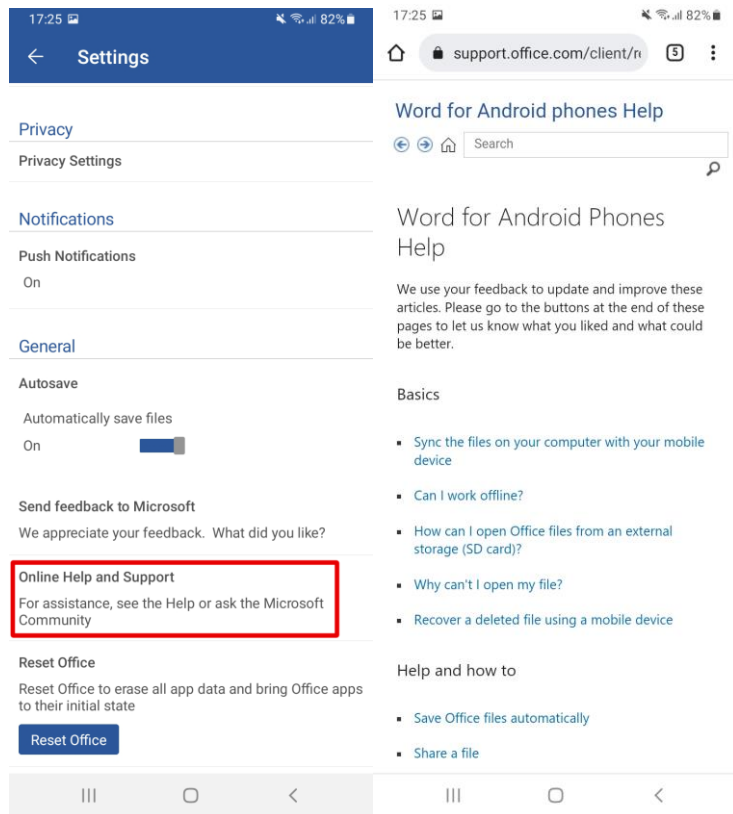 17:25
82%
Settings
Privacy
Privacy Settings
Notifications
Push Notifications
On
General
Autosave
Automatically save files
On
Send feedback to Microsoft
We appreciate your feedback. What did you like?
Online Help and Support
For assistance, see the Help or ask the Microsoft
Community
Reset Office
Reset Office to erase all app data and bring Office apps
to their initial state
Reset Office
17:25
82%
support.office.com/client/r
5
Word for Android phones Help
Search
Word for Android Phones
Help
We use your feedback to update and improve these
articles. Please go to the buttons at the end of these
pages to let us know what you liked and what could
be better.
Basics
Sync the files on your computer with your mobile
device
Can I work offline?
How can I open Office files from an external
storage (SD card)?
Why can't I open my file?
Recover a deleted file using a mobile device
Help and how to
Save Office files automatically
Share a file